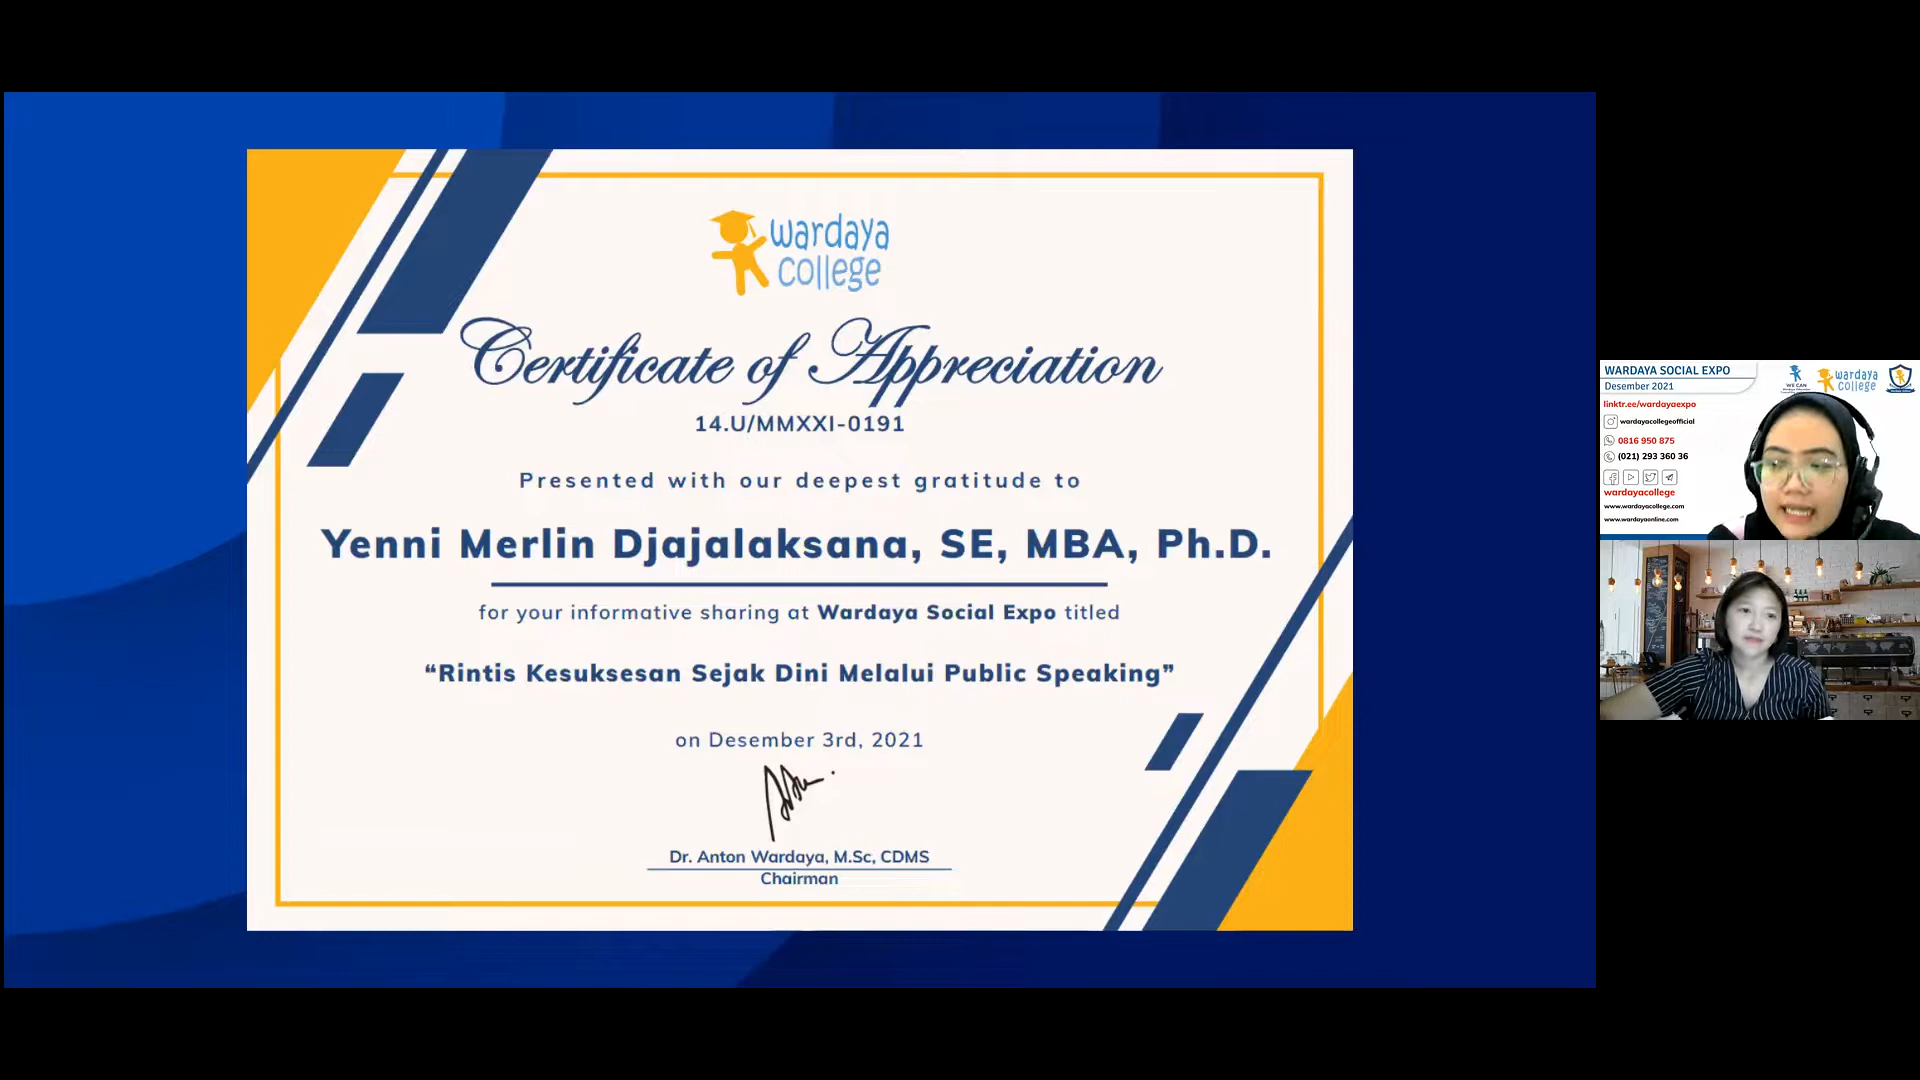 wardaya
college
Certificate of Appreciation
14.U/MMXXI-0191
Presented with our deepest gratitude to
Yenni Merlin Djajalaksana, SE, MBA, Ph.D.
for your informative sharing at Wardaya Social Expo titled
“Rintis Kesuksesan Sejak Dini Melalui Public Speaking”
on Desember 3rd, 2021
Dr. Anton Wardaya, M.Sc, CDMS
Chairman
WARDAYA SOCIAL EXPO
Desember 2021
WE CAN
wardaya
college
linktr.ee/wardayaexpo
wardayacollegeofficial
0816 950 875
(021) 293 360 36
wardayacollege
www.wardayacollege.com
www.wardayaonline.com